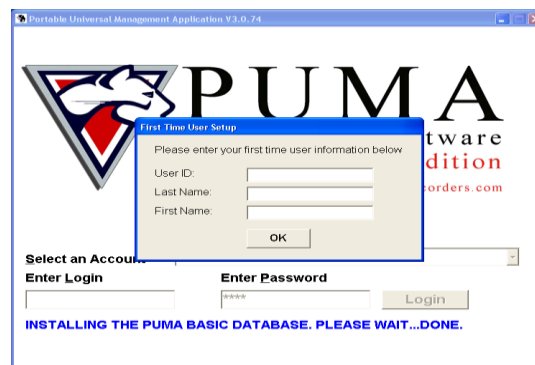 Portable Universal Management Application V3.0.74
PUMA
tware
dition
orders.com
First Time User Setup
Please enter your first time user information below
User ID:
Last Name:
First Name:
OK
Select an Accou
Enter Login
Enter Password
****
Login
INSTALLING THE PUMA BASIC DATABASE. PLEASE WAIT...DONE.